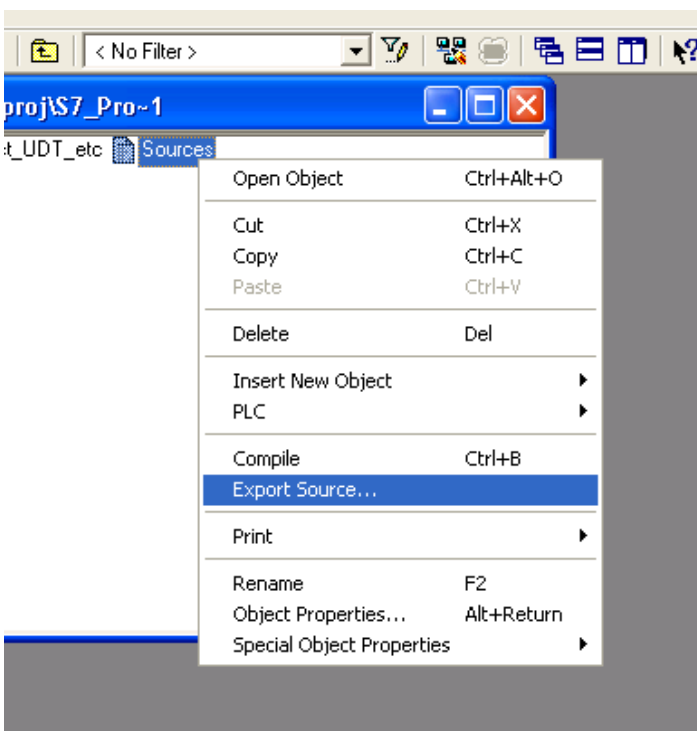 < No Filter >
proj\S7_Pro~1
t_UDT_etc Sources
Open Object Ctrl+Alt+O
Cut Ctrl+X
Copy Ctrl+C
Paste Ctrl+V
Delete Del
Insert New Object
PLC
Compile Ctrl+B
Export Source...
Print
Rename F2
Object Properties... Alt+Return
Special Object Properties